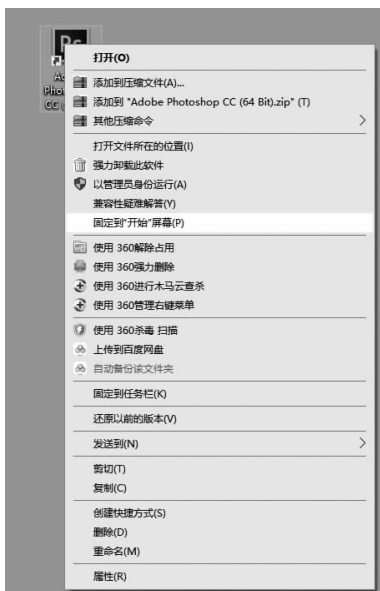 Ps
打开(O)
添加到压缩文件(A)...
添加到 "Adobe Photoshop CC (64 Bit).zip" (T)
其他压缩命令
打开文件所在的位置(I)
强力卸载此软件
以管理员身份运行(A)
兼容性疑难解答(Y)
固定到"开始"屏幕(P)
使用 360解除占用
使用 360强力删除
使用 360进行木马云查杀
使用 360管理右键菜单
使用 360杀毒 扫描
上传到百度网盘
自动备份该文件夹
固定到任务栏(K)
还原以前的版本(V)
发送到(N)
剪切(T)
复制(C)
创建快捷方式(S)
删除(D)
重命名(M)
属性(R)